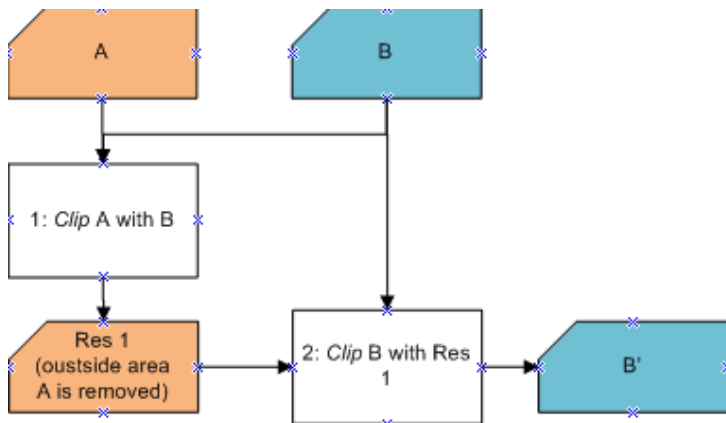 A
B
1: Clip A with B
Res 1
(oustside area
A is removed)
2: Clip B with Res
1
B'